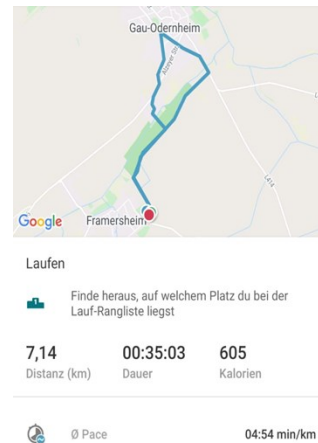 Gau-Odernheim
Alzeyer Str.
L414
Google
Framersheim
Laufen
Finde heraus, auf welchem Platz du bei der
Lauf-Rangliste liegst
7,14 00:35:03 605
Distanz (km) Dauer Kalorien
Ø Pace 04:54 min/km